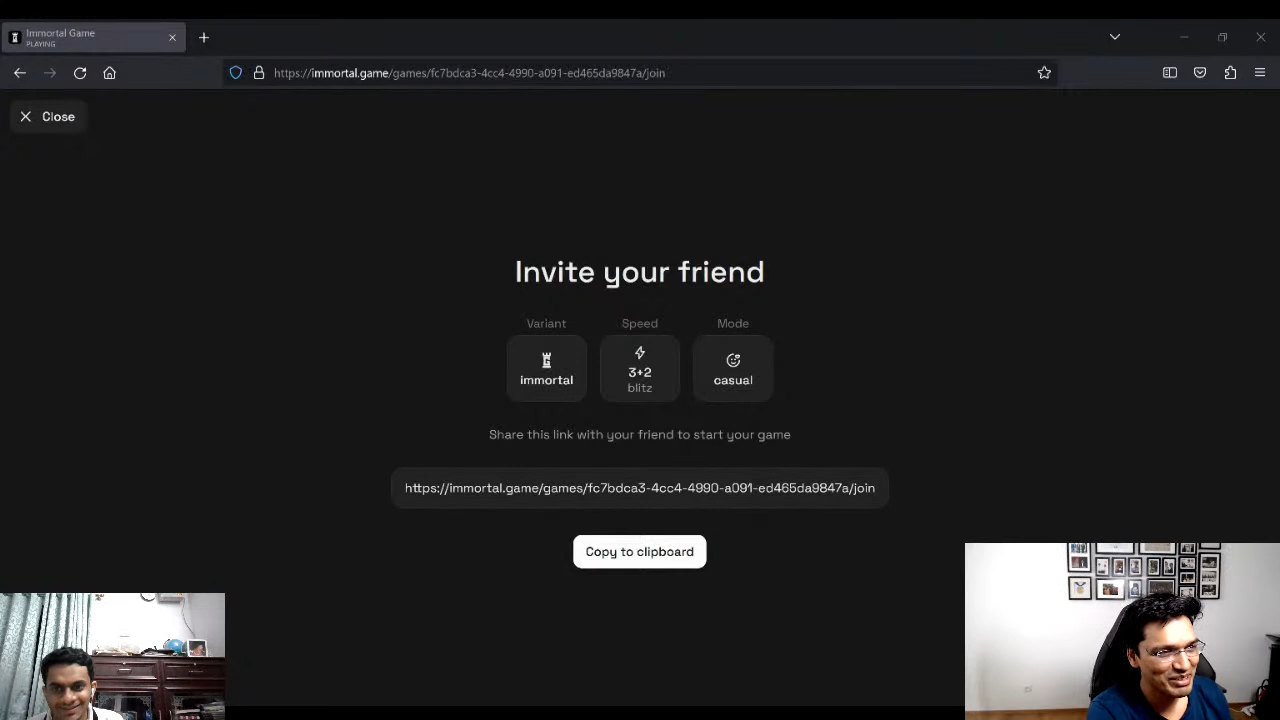 Immortal Game
PLAYING
https://immortal.game/games/fc7bdca3-4cc4-4990-a091-ed465da9847a/join
Close
Invite your friend
Variant Speed Mode
immortal 3+2 blitz casual
Share this link with your friend to start your game
https://immortal.game/games/fc7bdca3-4cc4-4990-a091-ed465da9847a/join
Copy to clipboard